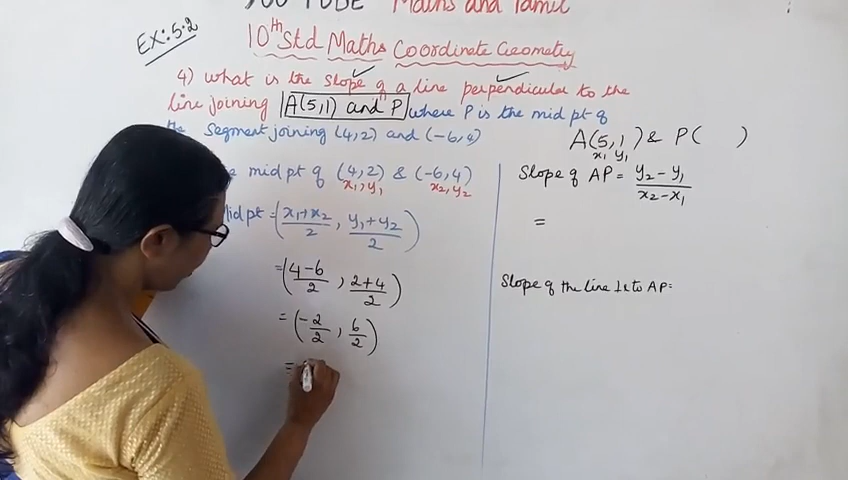 YOU TUBE Maths and Tamil
EX:5.2
10th Std Maths Coordinate Geometry
4) what is the slope of a line perpendicular to the
line joining A(5,1) and P where P is the mid pt of
the segment joining (4,2) and (-6,4)
mid pt of (4,2) & (-6,4)
x1,y1 x2,y2
Mid pt = (x1+x2/2, y1+y2/2)
= (4-6/2, 2+4/2)
= (-2/2, 6/2)
=
A(5,1) & P( )
x1 y1
Slope of AP = y2-y1/x2-x1
=
Slope of the line ⊥r to AP=